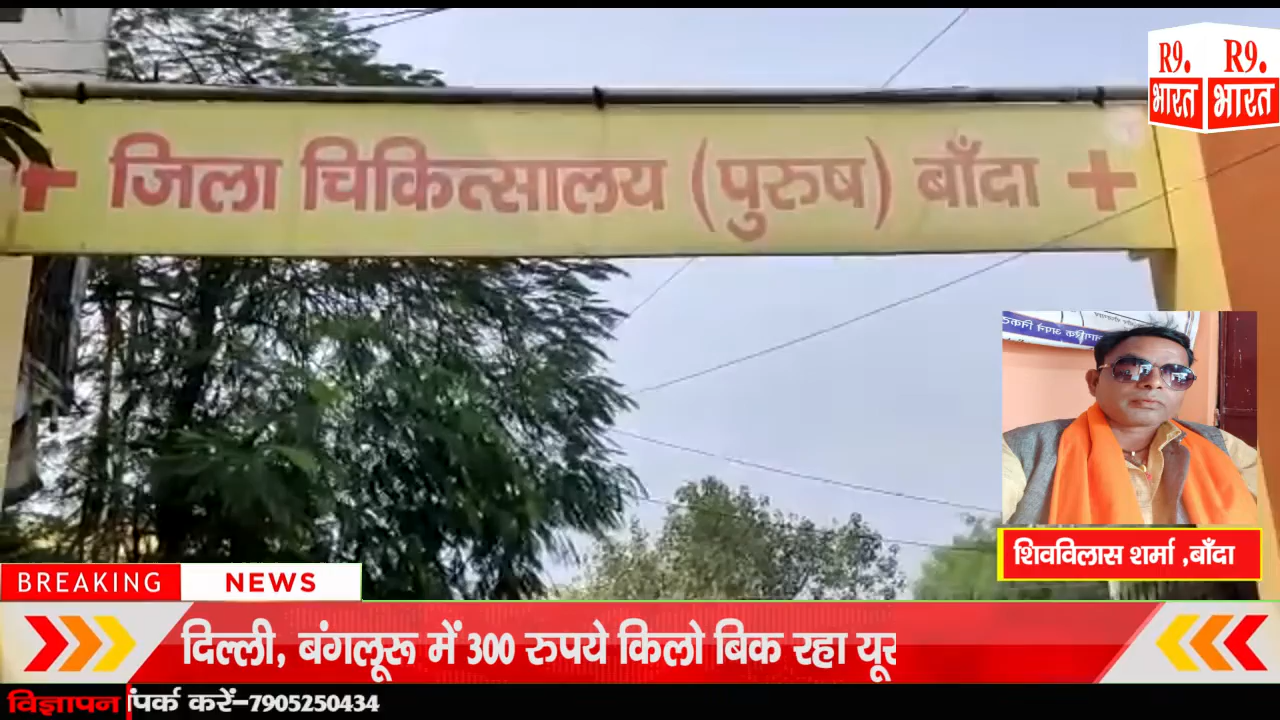 R9.
भारत
R9.
भारत
+ जिला चिकित्सालय (पुरुष) बाँदा +
शिवविलास शर्मा ,बाँदा
BREAKING NEWS
दिल्ली, बंगलूरू में 300 रुपये किलो बिक रहा
विज्ञापन
संपर्क करें-7905250434